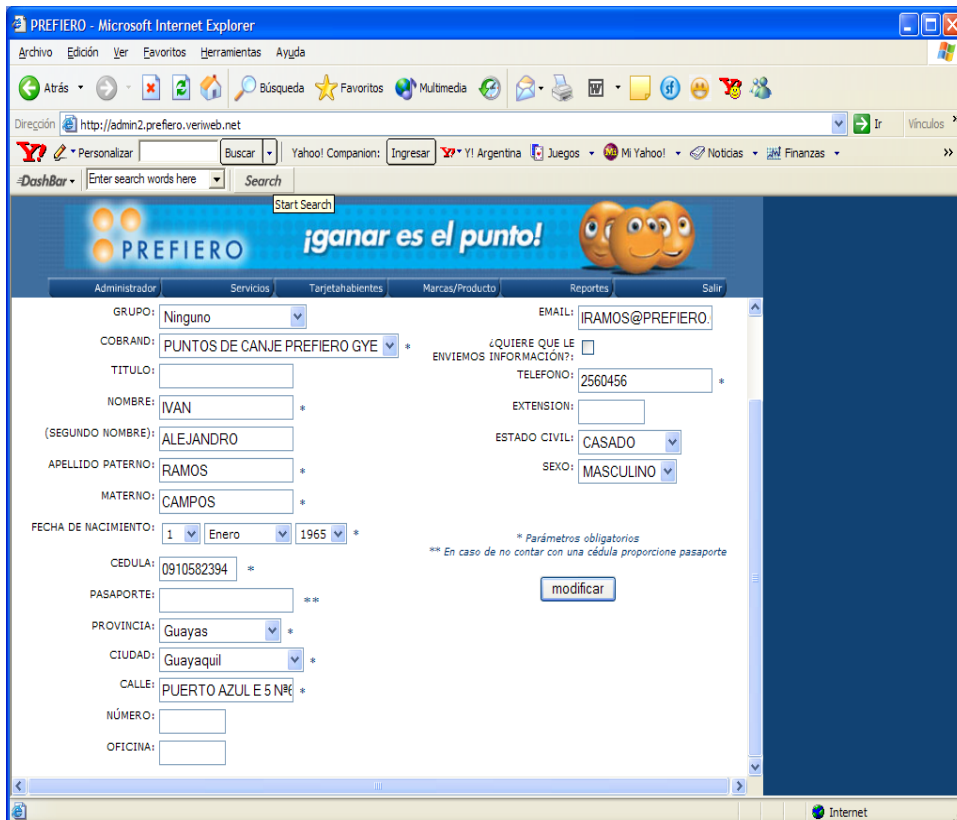 PREFIERO - Microsoft Internet Explorer
Archivo Edición Ver Favoritos Herramientas Ayuda
Atrás Búsqueda Favoritos Multimedia
Dirección http://admin2.prefiero.veriweb.net Ir Vínculos »
Y! Personalizar Buscar Yahoo! Companion: Ingresar Y! Y! Argentina Juegos Mi Yahoo! Noticias Finanzas »
DashBar Enter search words here Search
Start Search
PREFIERO ¡ganar es el punto!
Administrador Servicios Tarjetahabientes Marcas/Producto Reportes Salir
GRUPO: Ninguno
COBRAND: PUNTOS DE CANJE PREFIERO GYE *
TITULO:
NOMBRE: IVAN *
(SEGUNDO NOMBRE): ALEJANDRO
APELLIDO PATERNO: RAMOS *
MATERNO: CAMPOS *
FECHA DE NACIMIENTO: 1 Enero 1965 *
CEDULA: 0910582394 *
PASAPORTE: **
PROVINCIA: Guayas *
CIUDAD: Guayaquil *
CALLE: PUERTO AZUL E 5 Nª6 *
NÚMERO:
OFICINA:
EMAIL: IRAMOS@PREFIERO.
¿QUIERE QUE LE
ENVIEMOS INFORMACIÓN?:
TELEFONO: 2560456 *
EXTENSION:
ESTADO CIVIL: CASADO
SEXO: MASCULINO
* Parámetros obligatorios
** En caso de no contar con una cédula proporcione pasaporte
modificar
Internet